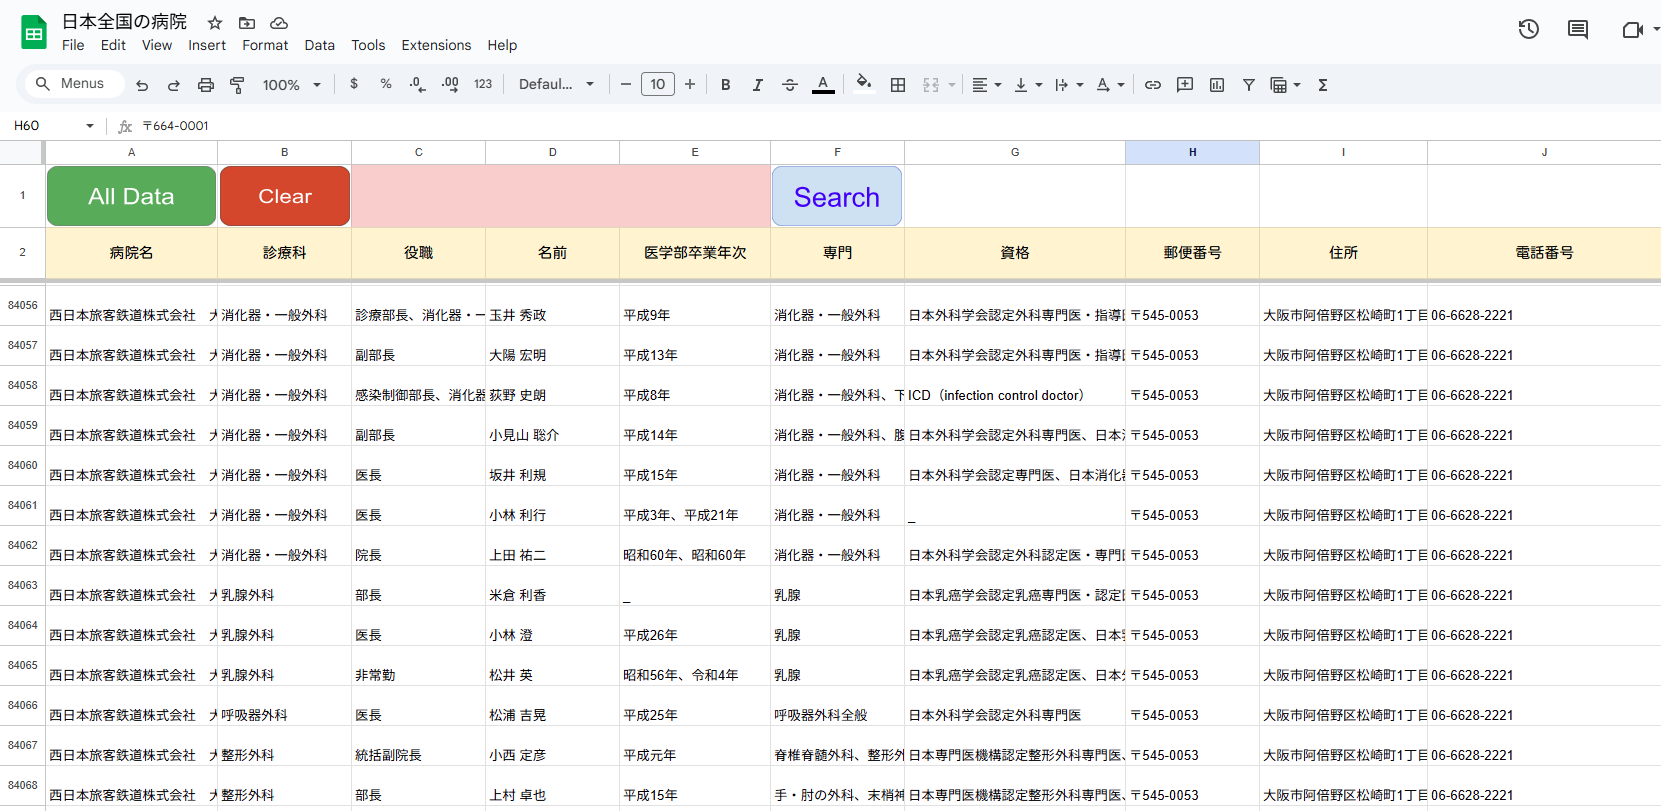 日本全国の病院
File Edit View Insert Format Data Tools Extensions Help
Menus 100% $ % .0 .00 123 Defaul... − 10 + B I S A Σ
H60 fx 〒664-0001
A B C D E F G H I J
1 All Data Clear Search
2 病院名 診療科 役職 名前 医学部卒業年次 専門 資格 郵便番号 住所 電話番号
84056 西日本旅客鉄道株式会社 大 消化器・一般外科 診療部長、消化器・一 玉井 秀政 平成9年 消化器・一般外科 日本外科学会認定外科専門医・指導医 〒545-0053 大阪市阿倍野区松崎町1丁目 06-6628-2221
84057 西日本旅客鉄道株式会社 大 消化器・一般外科 副部長 大陽 宏明 平成13年 消化器・一般外科 日本外科学会認定外科専門医・指導医 〒545-0053 大阪市阿倍野区松崎町1丁目 06-6628-2221
84058 西日本旅客鉄道株式会社 大 消化器・一般外科 感染制御部長、消化器 荻野 史朗 平成8年 消化器・一般外科、下 ICD（infection control doctor） 〒545-0053 大阪市阿倍野区松崎町1丁目 06-6628-2221
84059 西日本旅客鉄道株式会社 大 消化器・一般外科 副部長 小見山 聡介 平成14年 消化器・一般外科、腹 日本外科学会認定外科専門医、日本消 〒545-0053 大阪市阿倍野区松崎町1丁目 06-6628-2221
84060 西日本旅客鉄道株式会社 大 消化器・一般外科 医長 坂井 利規 平成15年 消化器・一般外科 日本外科学会認定専門医、日本消化器 〒545-0053 大阪市阿倍野区松崎町1丁目 06-6628-2221
84061 西日本旅客鉄道株式会社 大 消化器・一般外科 医長 小林 利行 平成3年、平成21年 消化器・一般外科 _ 〒545-0053 大阪市阿倍野区松崎町1丁目 06-6628-2221
84062 西日本旅客鉄道株式会社 大 消化器・一般外科 院長 上田 祐二 昭和60年、昭和60年 消化器・一般外科 日本外科学会認定外科認定医・専門医 〒545-0053 大阪市阿倍野区松崎町1丁目 06-6628-2221
84063 西日本旅客鉄道株式会社 大 乳腺外科 部長 米倉 利香 _ 乳腺 日本乳癌学会認定乳癌専門医・認定医 〒545-0053 大阪市阿倍野区松崎町1丁目 06-6628-2221
84064 西日本旅客鉄道株式会社 大 乳腺外科 医長 小林 澄 平成26年 乳腺 日本乳癌学会認定乳癌認定医、日本乳 〒545-0053 大阪市阿倍野区松崎町1丁目 06-6628-2221
84065 西日本旅客鉄道株式会社 大 乳腺外科 非常勤 松井 英 昭和56年、令和4年 乳腺 日本乳癌学会認定乳癌認定医、日本外 〒545-0053 大阪市阿倍野区松崎町1丁目 06-6628-2221
84066 西日本旅客鉄道株式会社 大 呼吸器外科 医長 松浦 吉晃 平成25年 呼吸器外科全般 日本外科学会認定外科専門医 〒545-0053 大阪市阿倍野区松崎町1丁目 06-6628-2221
84067 西日本旅客鉄道株式会社 大 整形外科 統括副院長 小西 定彦 平成元年 脊椎脊髄外科、整形外 日本専門医機構認定整形外科専門医、 〒545-0053 大阪市阿倍野区松崎町1丁目 06-6628-2221
84068 西日本旅客鉄道株式会社 大 整形外科 部長 上村 卓也 平成15年 手・肘の外科、末梢神 日本専門医機構認定整形外科専門医、 〒545-0053 大阪市阿倍野区松崎町1丁目 06-6628-2221